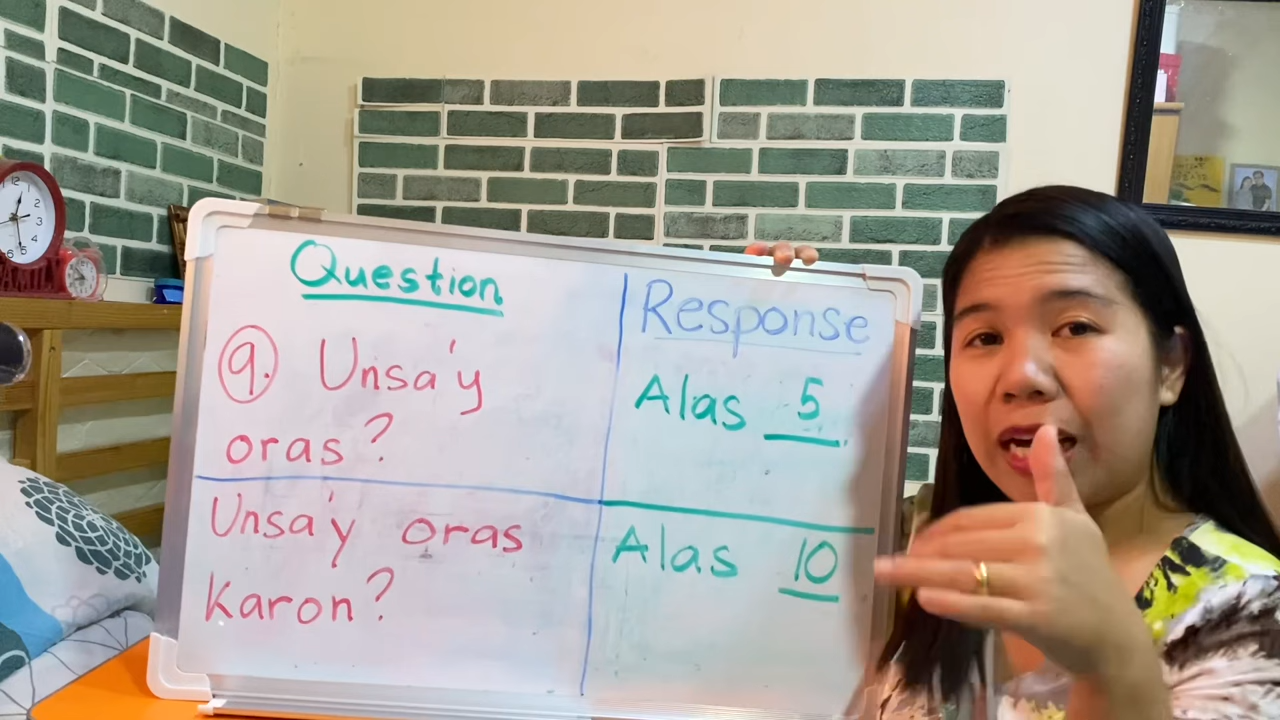 Question
Response
9. Unsa'y
oras?
Alas 5
Unsa'y oras
Karon?
Alas 10